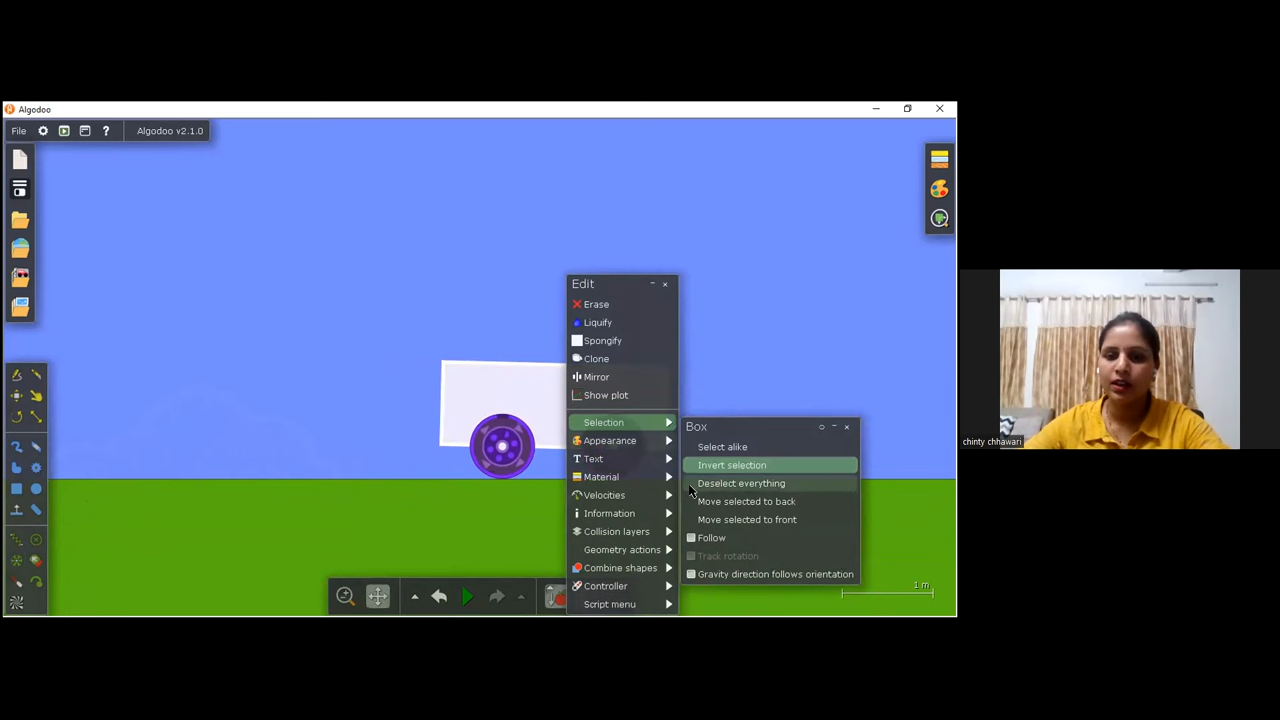 Algodoo
File
? 
Algodoo v2.1.0
Edit
Erase
Liquify
Spongify
Clone
Mirror
Show plot
Selection
Appearance
Text
Material
Velocities
Information
Collision layers
Geometry actions
Combine shapes
Controller
Script menu
Box
Select alike
Invert selection
Deselect everything
Move selected to back
Move selected to front
Follow
Track rotation
Gravity direction follows orientation
1 m
chinty chhawari